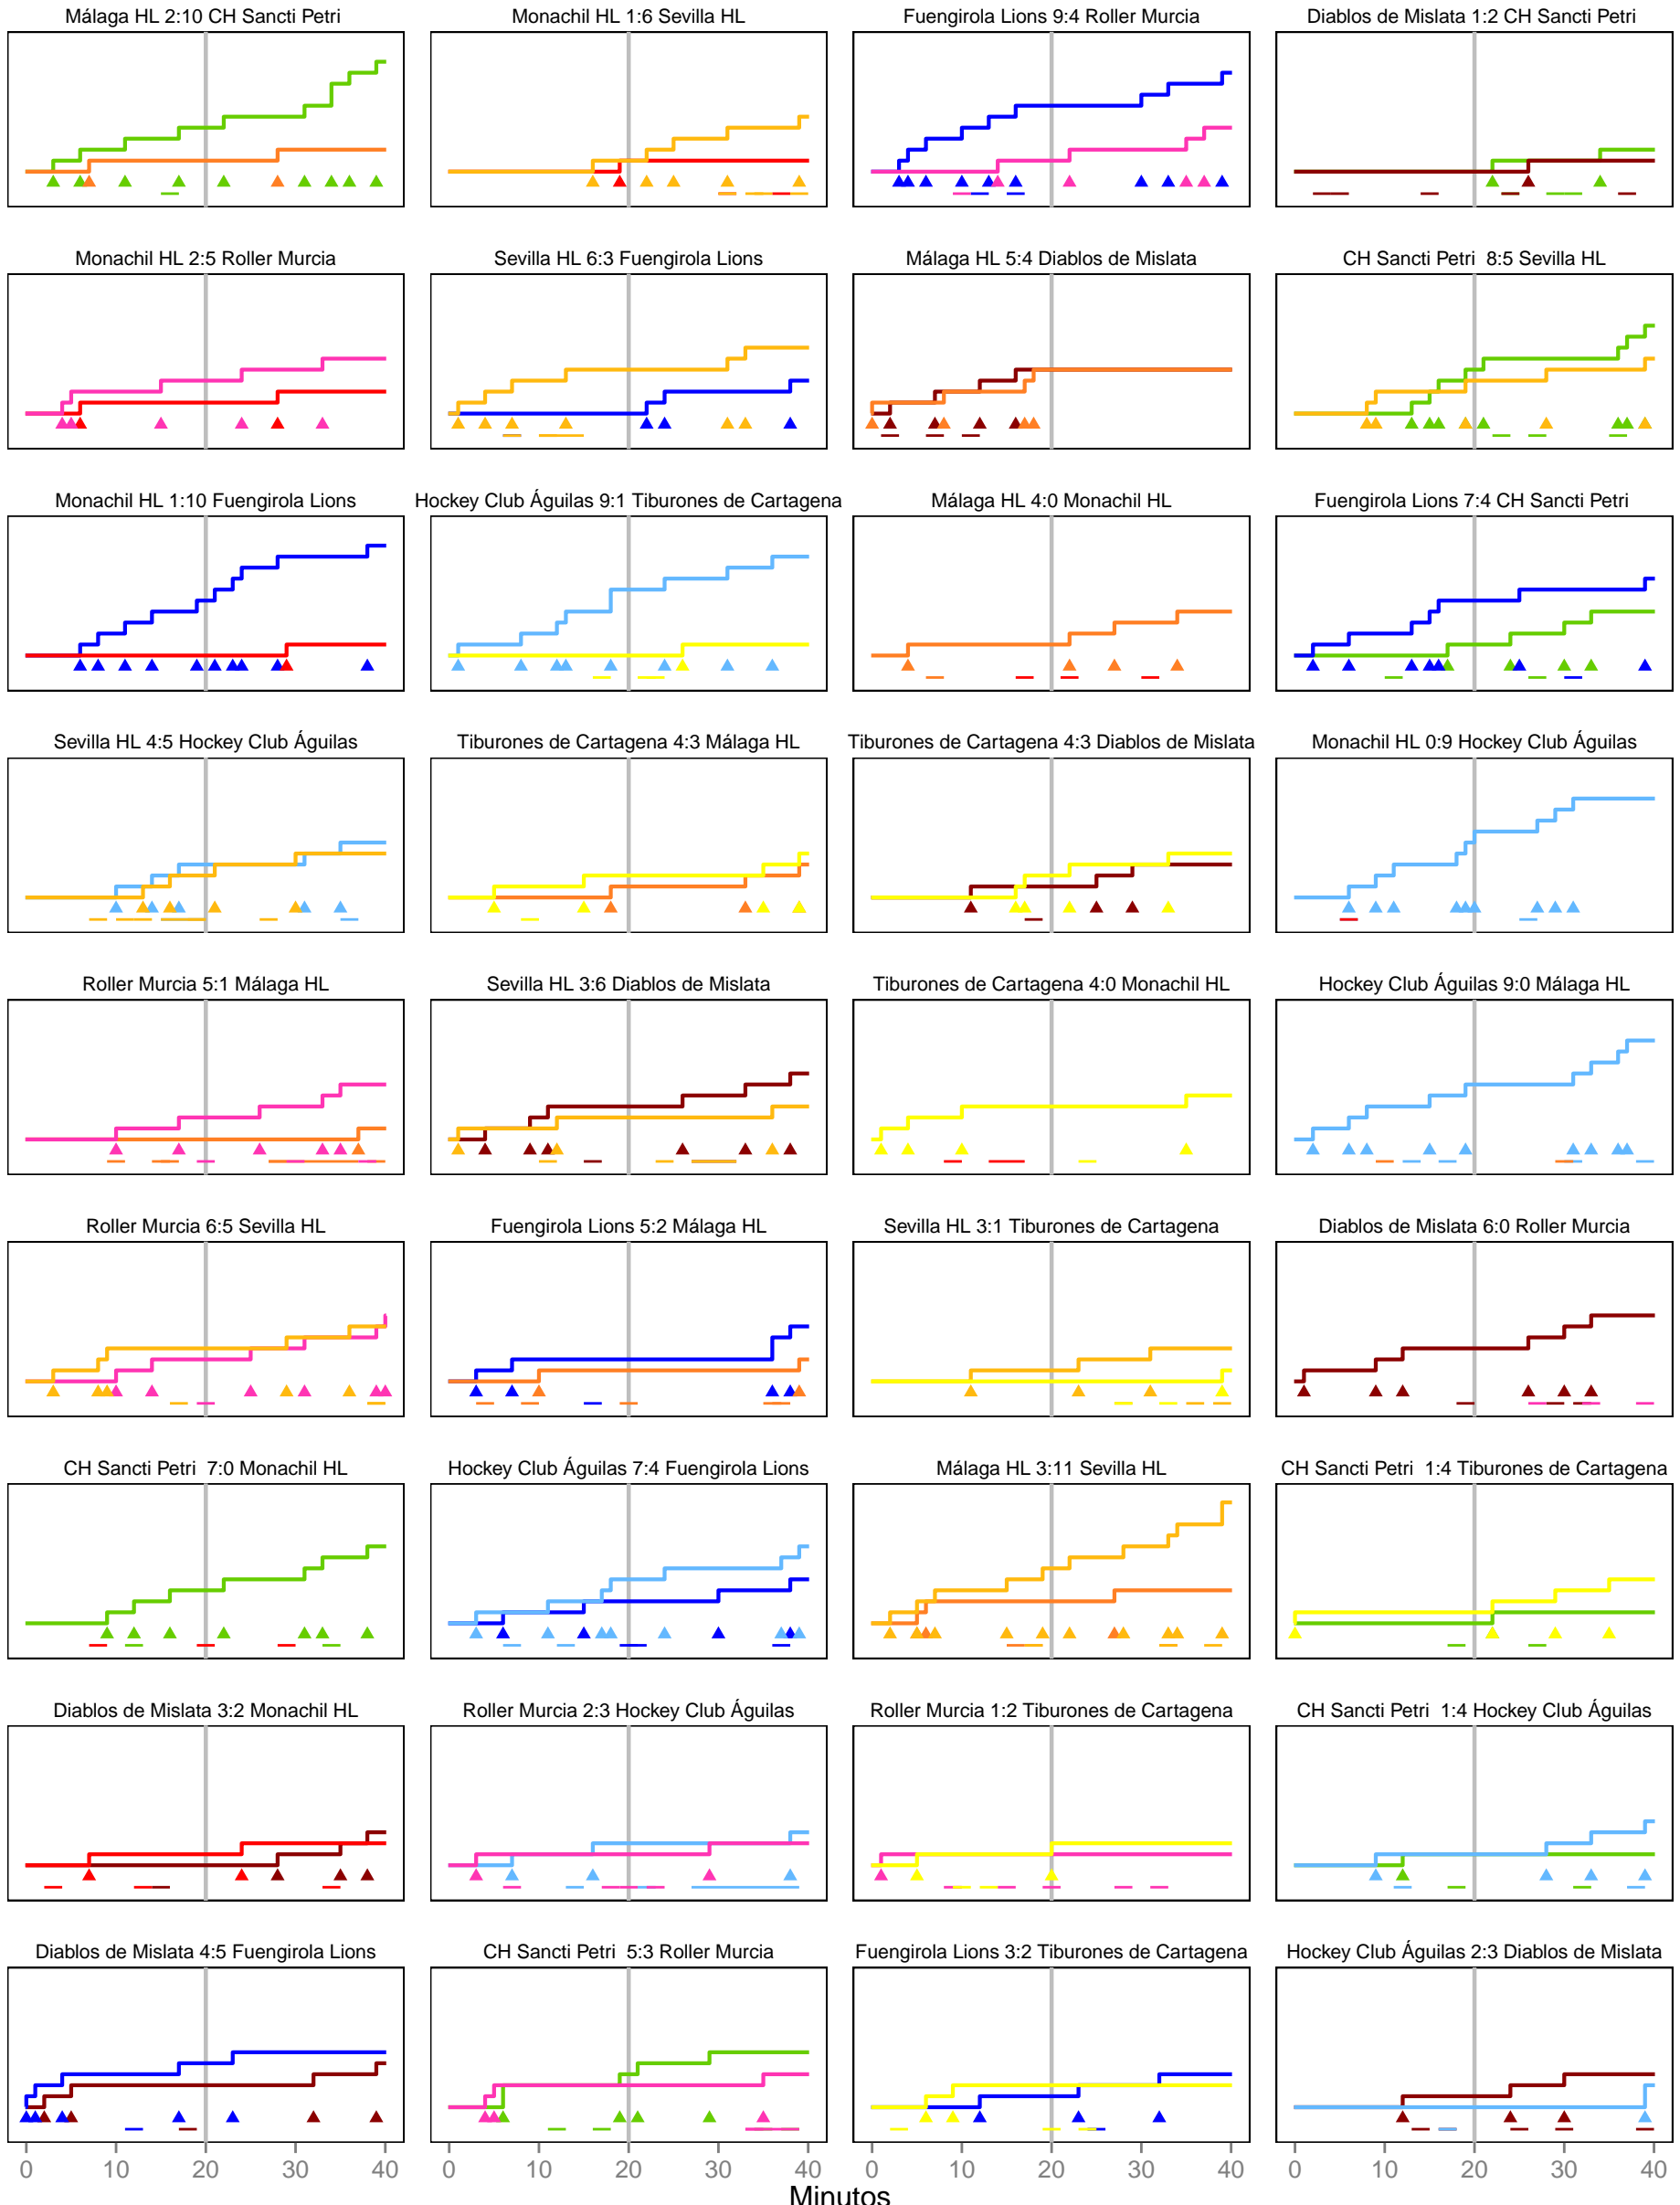 Málaga HL 2:10 CH Sancti Petri
Monachil HL 1:6 Sevilla HL
Fuengirola Lions 9:4 Roller Murcia
Diablos de Mislata 1:2 CH Sancti Petri
Monachil HL 2:5 Roller Murcia
Sevilla HL 6:3 Fuengirola Lions
Málaga HL 5:4 Diablos de Mislata
CH Sancti Petri  8:5 Sevilla HL
Monachil HL 1:10 Fuengirola Lions
Hockey Club Águilas 9:1 Tiburones de Cartagena
Málaga HL 4:0 Monachil HL
Fuengirola Lions 7:4 CH Sancti Petri
Sevilla HL 4:5 Hockey Club Águilas
Tiburones de Cartagena 4:3 Málaga HL
Tiburones de Cartagena 4:3 Diablos de Mislata
Monachil HL 0:9 Hockey Club Águilas
Roller Murcia 5:1 Málaga HL
Sevilla HL 3:6 Diablos de Mislata
Tiburones de Cartagena 4:0 Monachil HL
Hockey Club Águilas 9:0 Málaga HL
Roller Murcia 6:5 Sevilla HL
Fuengirola Lions 5:2 Málaga HL
Sevilla HL 3:1 Tiburones de Cartagena
Diablos de Mislata 6:0 Roller Murcia
CH Sancti Petri  7:0 Monachil HL
Hockey Club Águilas 7:4 Fuengirola Lions
Málaga HL 3:11 Sevilla HL
CH Sancti Petri  1:4 Tiburones de Cartagena
Diablos de Mislata 3:2 Monachil HL
Roller Murcia 2:3 Hockey Club Águilas
Roller Murcia 1:2 Tiburones de Cartagena
CH Sancti Petri  1:4 Hockey Club Águilas
Diablos de Mislata 4:5 Fuengirola Lions
CH Sancti Petri  5:3 Roller Murcia
Fuengirola Lions 3:2 Tiburones de Cartagena
Hockey Club Águilas 2:3 Diablos de Mislata
0 10 20 30 40
0 10 20 30 40
0 10 20 30 40
0 10 20 30 40
Minutos